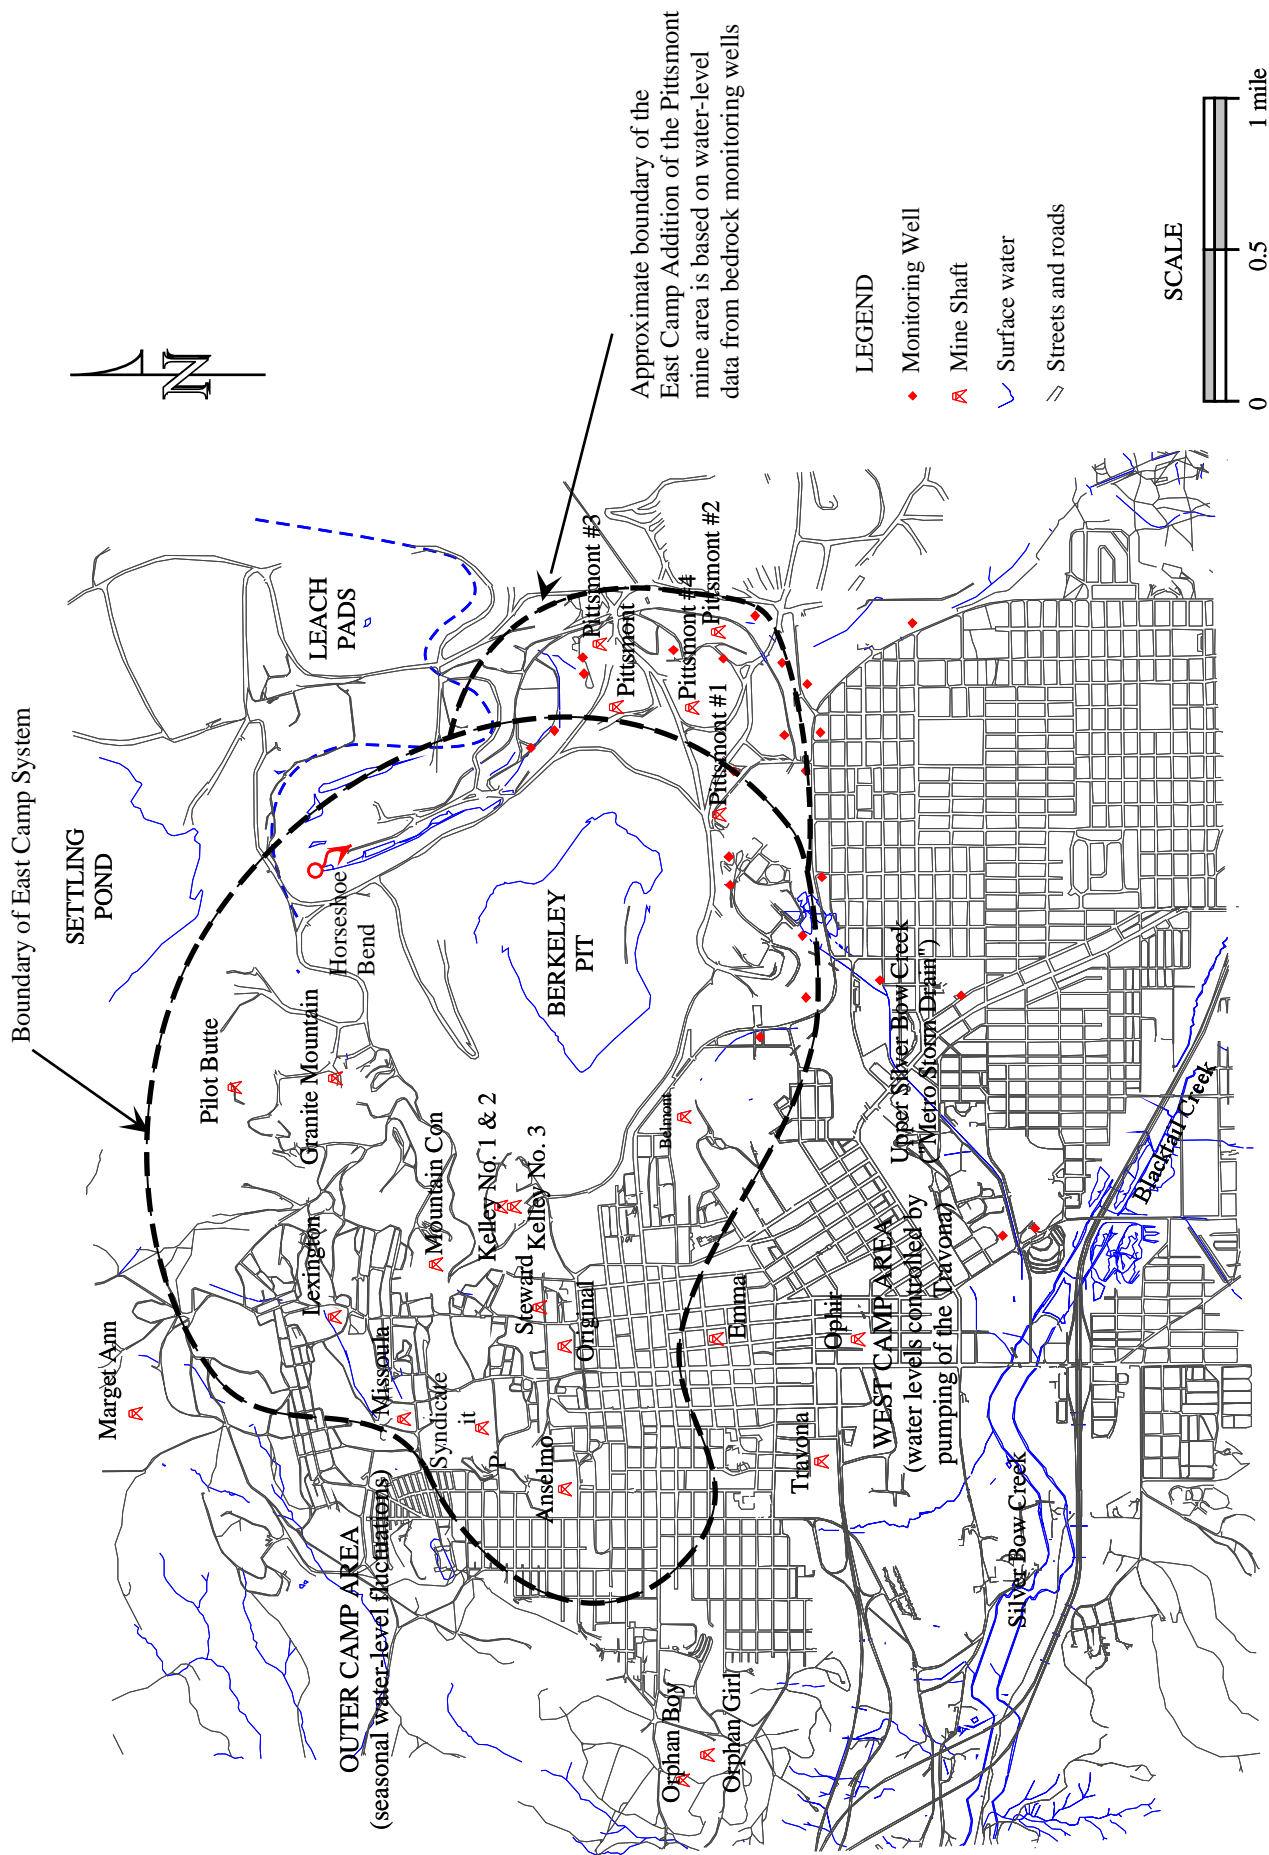 Boundary of East Camp System
SETTLING
POND
LEACH
PADS
N
Approximate boundary of the
East Camp Addition of the Pittsmont
mine area is based on water-level
data from bedrock monitoring wells
LEGEND
Monitoring Well
Mine Shaft
Surface water
Streets and roads
SCALE
0
0.5
1 mile
Marget Ann
Pilot Butte
Granite Mountain
Horseshoe
Bend
Lexington
Mountain Con
Missoula
Syndicate
P
it
Kelley No. 1 & 2
Kelley No. 3
Steward
Original
Anselmo
BERKELEY
PIT
Belmont
Pittsmont #3
Pittsmont
Pittsmont #4
Pittsmont #2
Pittsmont #1
OUTER CAMP AREA
(seasonal water-level fluctuations)
Orphan Boy
Orphan Girl
Emma
Travona
Ophir
WEST CAMP AREA
(water levels controlled by
pumping of the Travona)
Upper Silver Bow Creek
("Metro Storm Drain")
Silver Bow Creek
Blacktail Creek